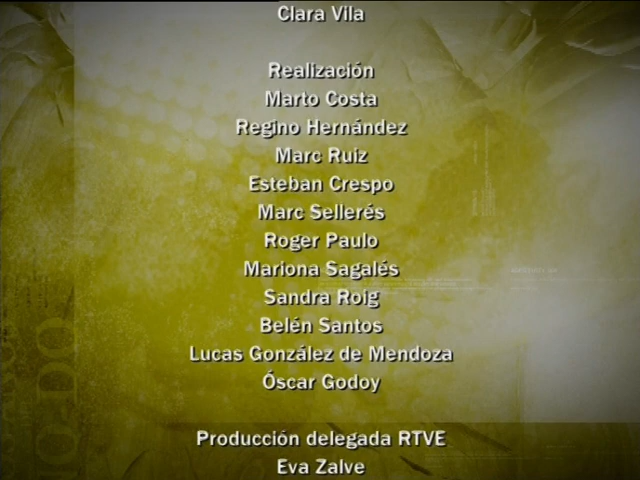 Clara Vila
Realización
Marto Costa
Regino Hernández
Marc Ruiz
Esteban Crespo
Marc Sellerés
Roger Paulo
Mariona Sagalés
Sandra Roig
Belén Santos
Lucas González de Mendoza
Óscar Godoy
Producción delegada RTVE
Eva Zalve